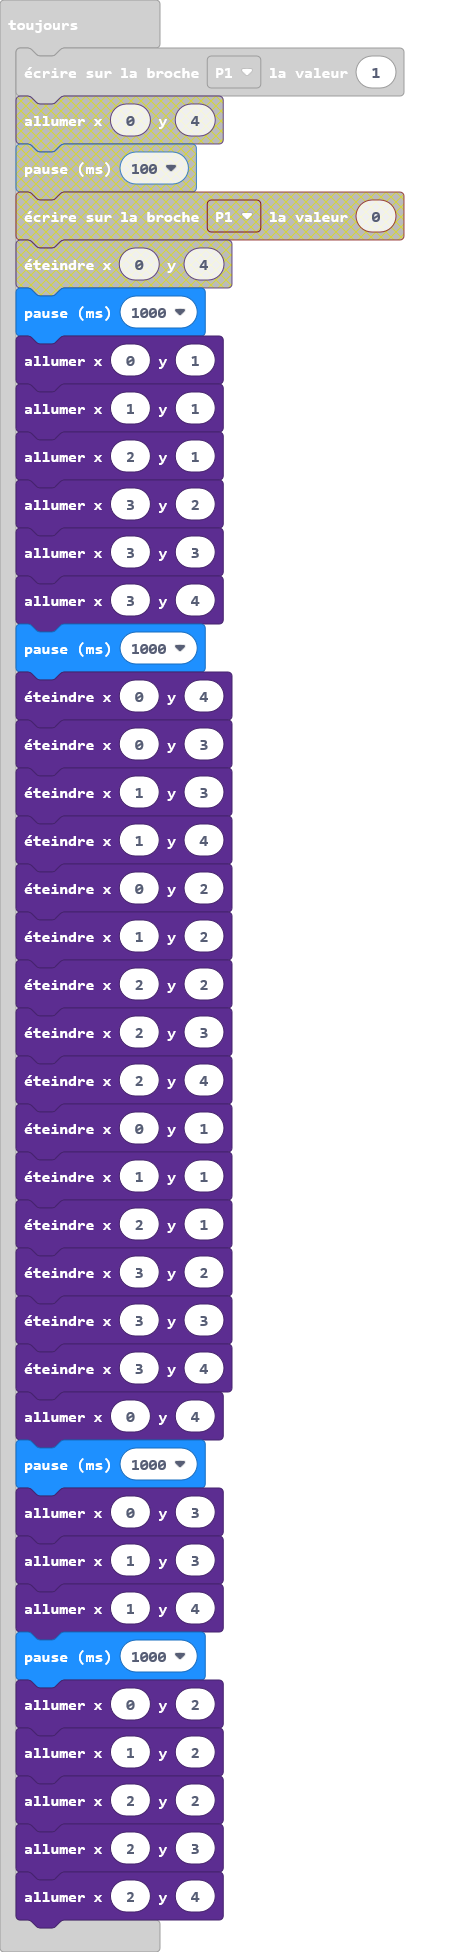 toujours
écrire sur la broche P1 la valeur 1
allumer x 0 y 4
pause (ms) 100
écrire sur la broche P1 la valeur 0
éteindre x 0 y 4
pause (ms) 1000
allumer x 0 y 1
allumer x 1 y 1
allumer x 2 y 1
allumer x 3 y 2
allumer x 3 y 3
allumer x 3 y 4
pause (ms) 1000
éteindre x 0 y 4
éteindre x 0 y 3
éteindre x 1 y 3
éteindre x 1 y 4
éteindre x 0 y 2
éteindre x 1 y 2
éteindre x 2 y 2
éteindre x 2 y 3
éteindre x 2 y 4
éteindre x 0 y 1
éteindre x 1 y 1
éteindre x 2 y 1
éteindre x 3 y 2
éteindre x 3 y 3
éteindre x 3 y 4
allumer x 0 y 4
pause (ms) 1000
allumer x 0 y 3
allumer x 1 y 3
allumer x 1 y 4
pause (ms) 1000
allumer x 0 y 2
allumer x 1 y 2
allumer x 2 y 2
allumer x 2 y 3
allumer x 2 y 4